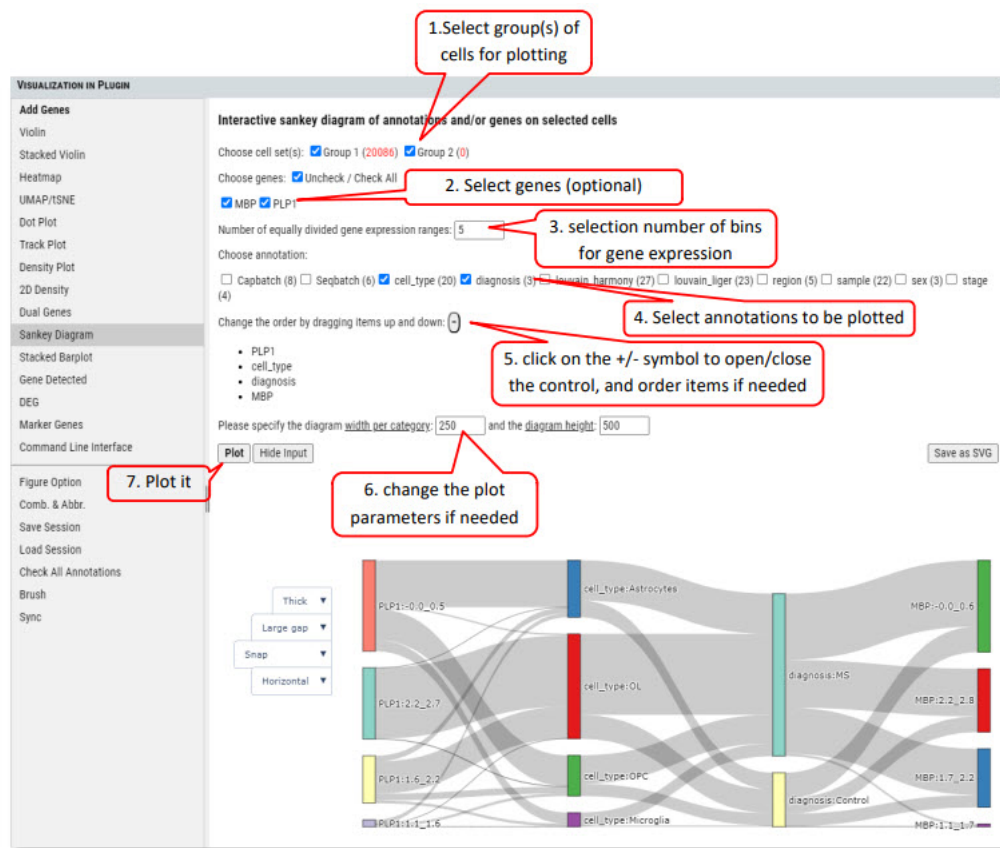 1.Select group(s) of
cells for plotting
VISUALIZATION IN PLUGIN
Add Genes
Violin
Stacked Violin
Heatmap
UMAP/tSNE
Dot Plot
Track Plot
Density Plot
2D Density
Dual Genes
Sankey Diagram
Stacked Barplot
Gene Detected
DEG
Marker Genes
Command Line Interface
Figure Option
Comb. & Abbr.
Save Session
Load Session
Check All Annotations
Brush
Sync
Interactive sankey diagram of annotations and/or genes on selected cells
Choose cell set(s): Group 1 (20086) Group 2 (0)
Choose genes: Uncheck / Check All
2. Select genes (optional)
MBP PLP1
Number of equally divided gene expression ranges: 5
3. selection number of bins
for gene expression
Choose annotation:
Capbatch (8) Seqbatch (6) cell_type (20) diagnosis (3) louvain_harmony (27) louvain_liger (23) region (5) sample (22) sex (3) stage
(4)
4. Select annotations to be plotted
Change the order by dragging items up and down: -
5. click on the +/- symbol to open/close
the control, and order items if needed
• PLP1
• cell_type
• diagnosis
• MBP
Please specify the diagram width per category: 250 and the diagram height: 500
Plot Hide Input Save as SVG
7. Plot it
6. change the plot
parameters if needed
Thick
Large gap
Snap
Horizontal
PLP1:-0.0_0.5
PLP1:2.2_2.7
PLP1:1.6_2.2
PLP1:1.1_1.6
cell_type:Astrocytes
cell_type:OL
cell_type:OPC
cell_type:Microglia
diagnosis:MS
diagnosis:Control
MBP:-0.0_0.6
MBP:2.2_2.8
MBP:1.7_2.2
MBP:1.1_1.7